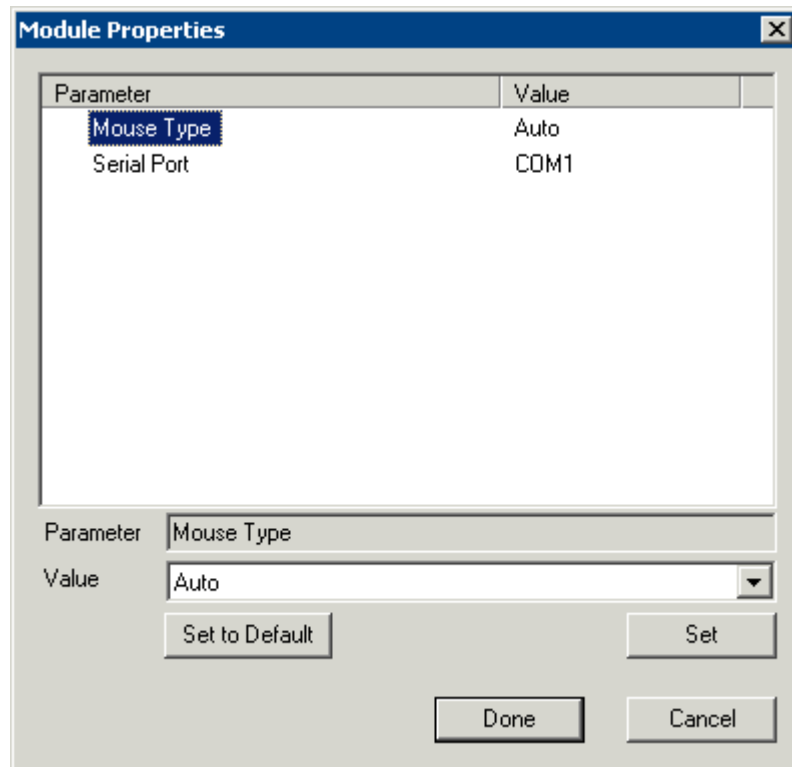 Module Properties
Parameter Value
Mouse Type Auto
Serial Port COM1
Parameter Mouse Type
Value Auto
Set to Default Set
Done Cancel